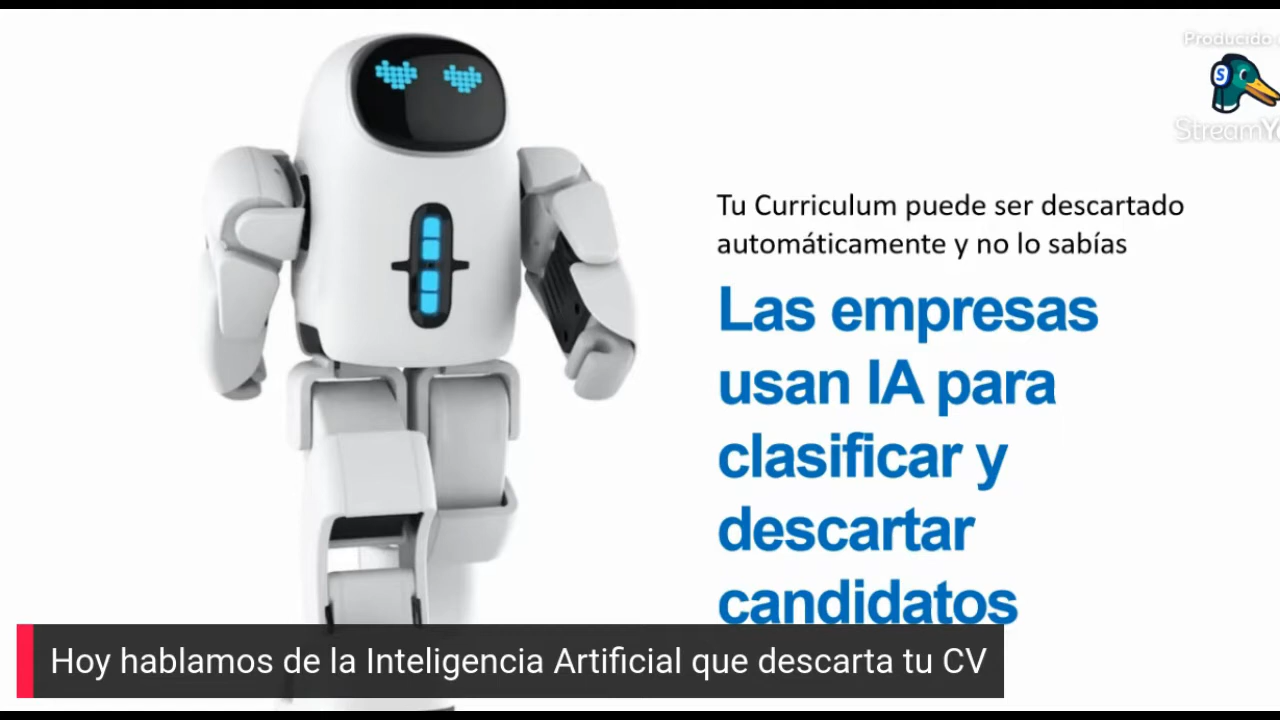 Producido
S
Tu Curriculum puede ser descartado
automáticamente y no lo sabías
Las empresas
usan IA para
clasificar y
descartar
candidatos
Hoy hablamos de la Inteligencia Artificial que descarta tu CV